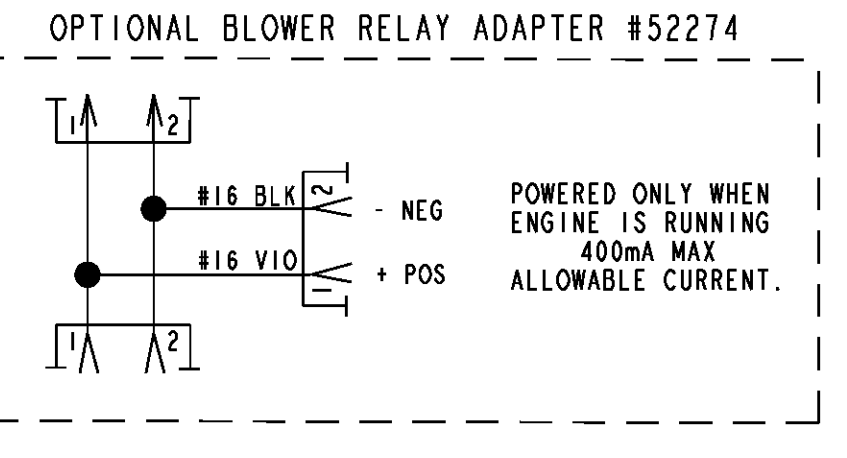 OPTIONAL BLOWER RELAY ADAPTER #52274
1 2
#16 BLK 2 - NEG
#16 VIO 1 + POS
POWERED ONLY WHEN
ENGINE IS RUNNING
400mA MAX
ALLOWABLE CURRENT.
1 2